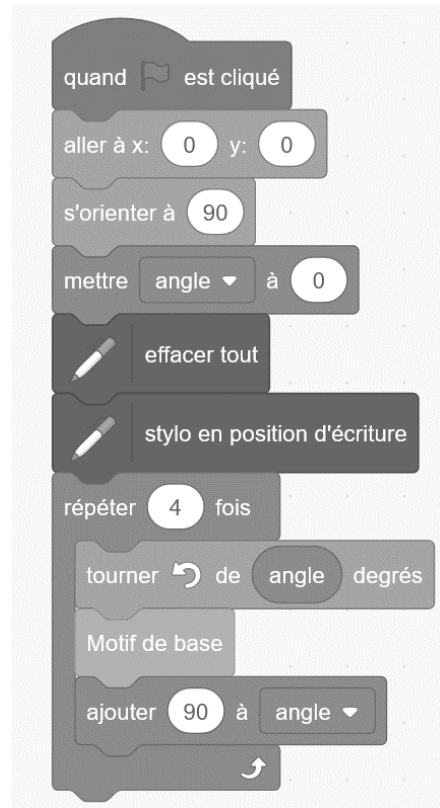 quand est cliqué
aller à x: 0 y: 0
s'orienter à 90
mettre angle à 0
effacer tout
stylo en position d'écriture
répéter 4 fois
tourner de angle degrés
Motif de base
ajouter 90 à angle